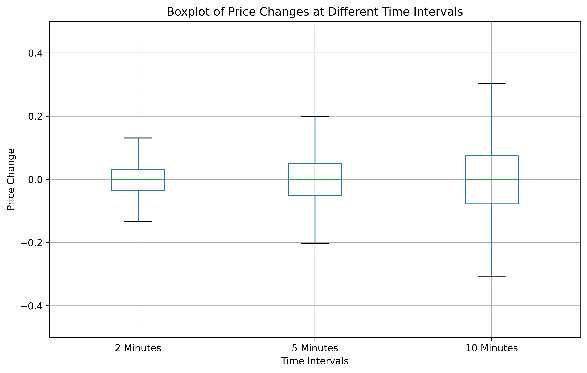 Boxplot of Price Changes at Different Time Intervals
Price Change
0.4
0.2
0.0
−0.2
−0.4
2 Minutes
5 Minutes
10 Minutes
Time Intervals